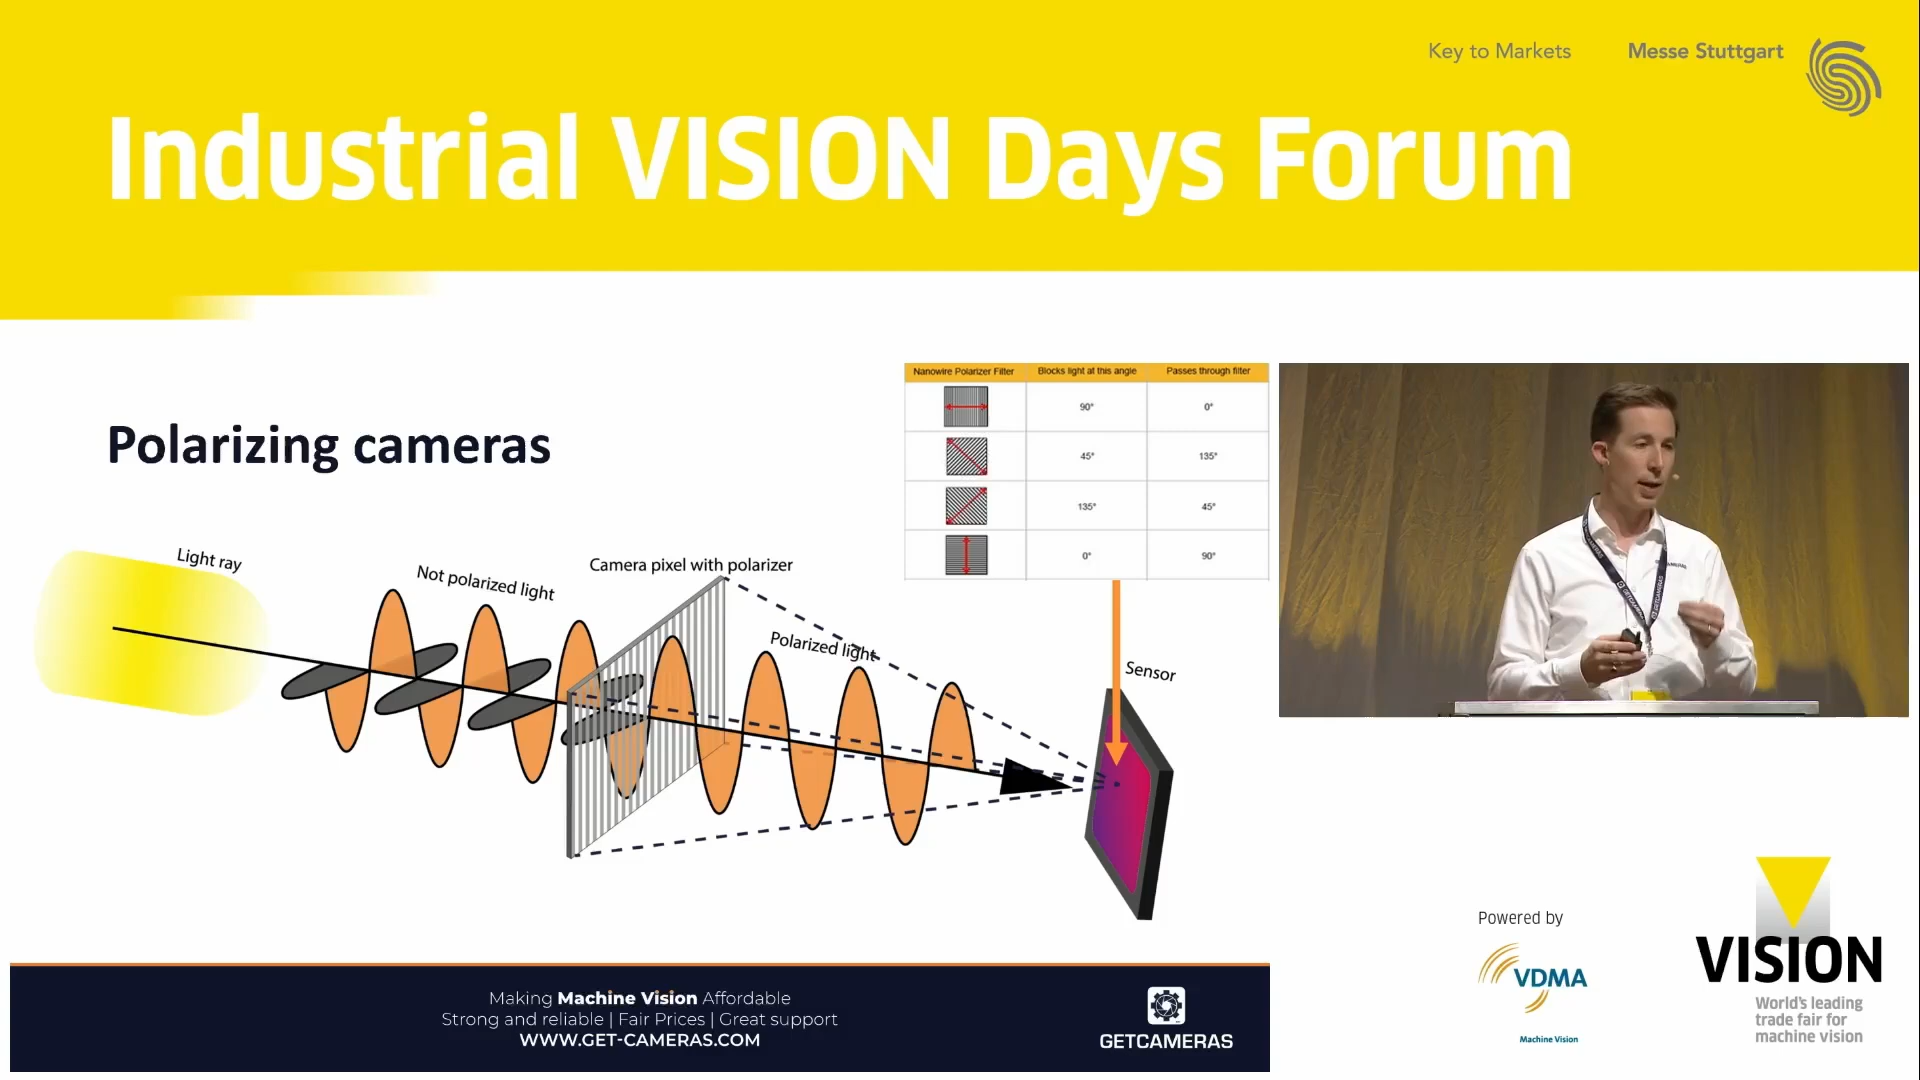 Key to Markets
Messe Stuttgart
Industrial VISION Days Forum
Polarizing cameras
Nanowire Polarizer Filter
Blocks light at this angle
Passes through filter
90°
0°
45°
135°
135°
45°
0°
90°
Light ray
Not polarized light
Camera pixel with polarizer
Polarized light
Sensor
Making Machine Vision Affordable
Strong and reliable | Fair Prices | Great support
WWW.GET-CAMERAS.COM
GETCAMERAS
Powered by
VDMA
Machine Vision
VISION
World's leading
trade fair for
machine vision